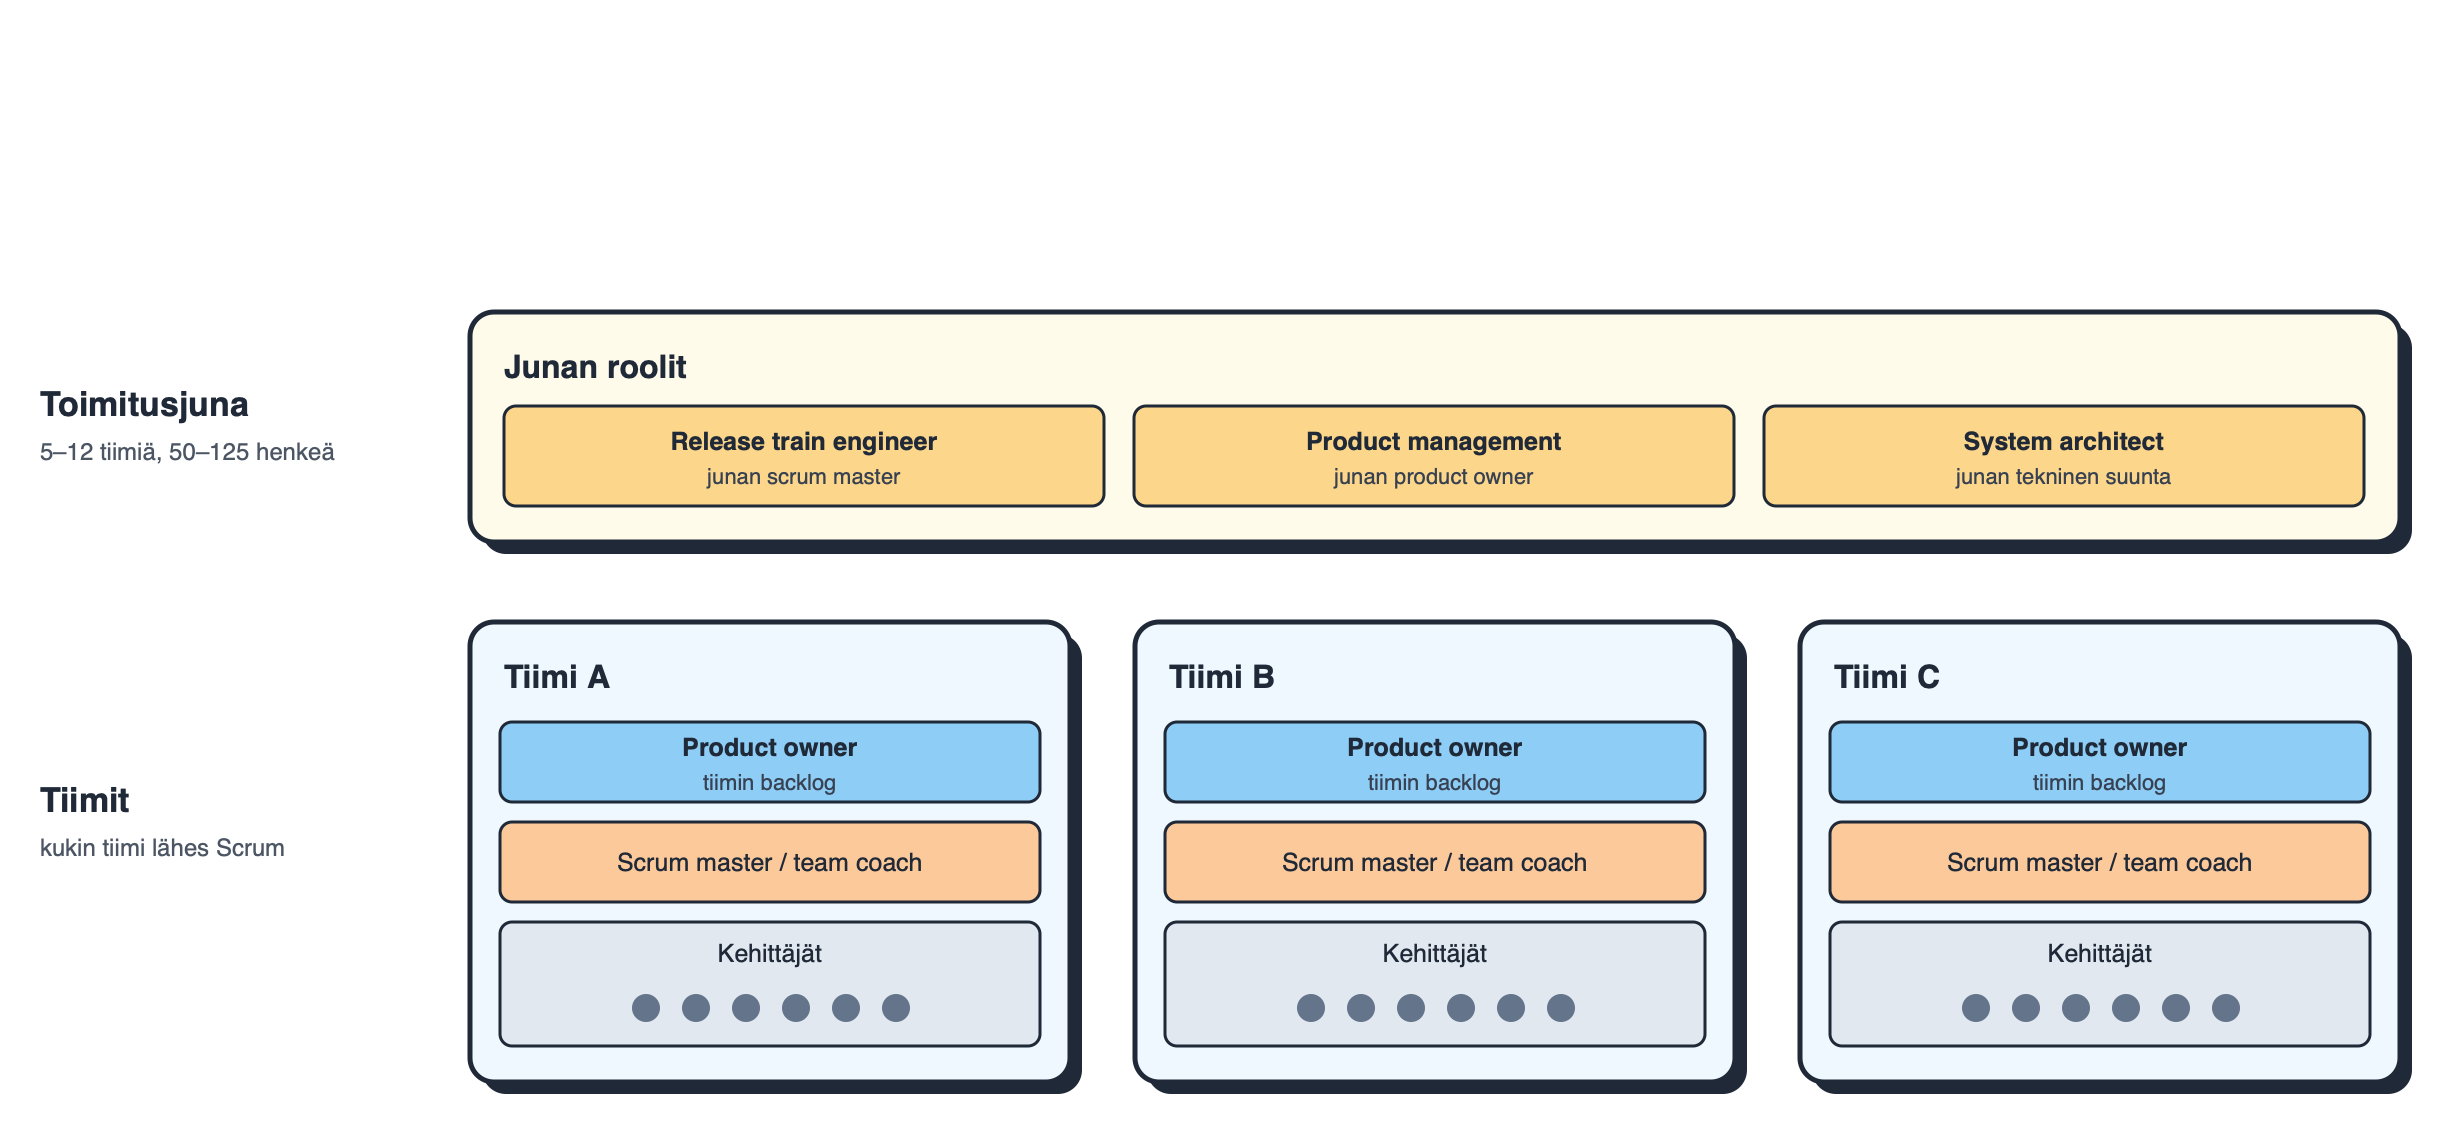 Junan roolit
Toimitusjuna
5–12 tiimiä, 50–125 henkeä
Release train engineer
junan scrum master
Product management
junan product owner
System architect
junan tekninen suunta
Tiimit
kukin tiimi lähes Scrum
Tiimi A
Product owner
tiimin backlog
Scrum master / team coach
Kehittäjät
Tiimi B
Product owner
tiimin backlog
Scrum master / team coach
Kehittäjät
Tiimi C
Product owner
tiimin backlog
Scrum master / team coach
Kehittäjät